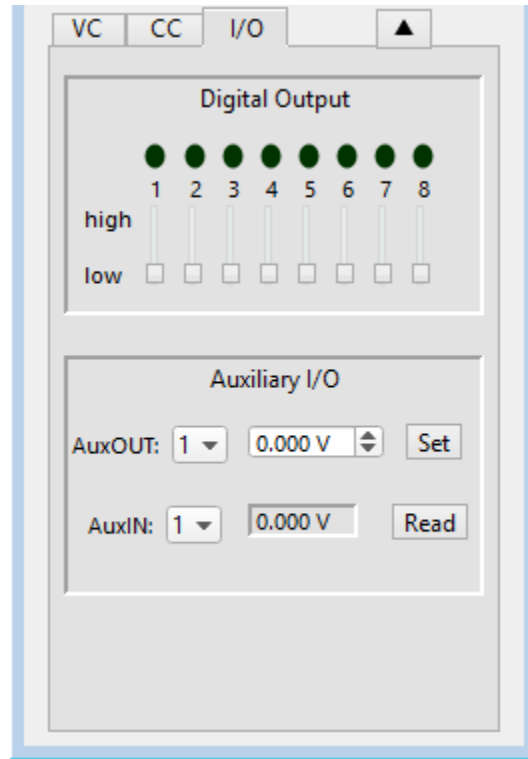 VC CC I/O ▲
Digital Output
1 2 3 4 5 6 7 8
high
low
Auxiliary I/O
AuxOUT: 1 0.000 V Set
AuxIN: 1 0.000 V Read